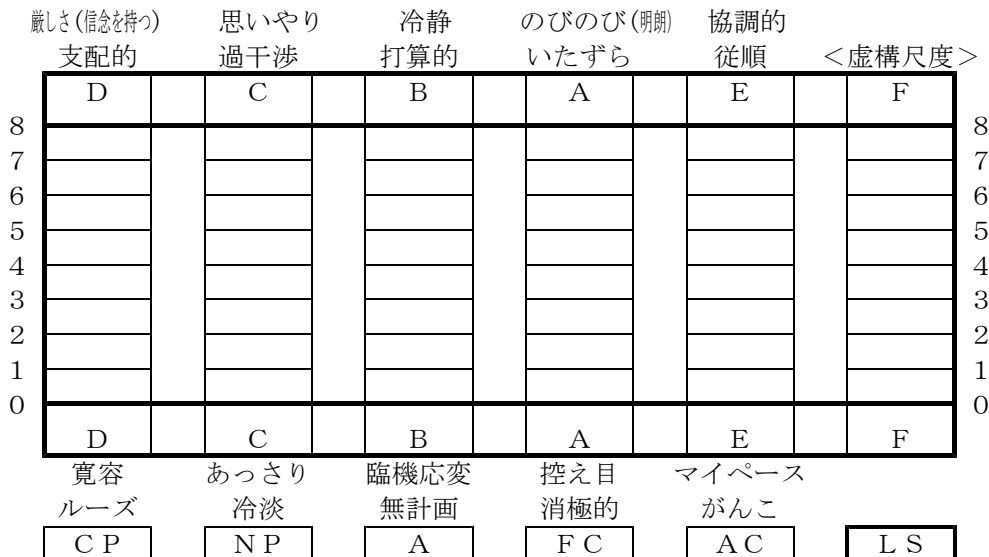 厳しさ(信念を持つ) 思いやり 冷静 のびのび(明朗) 協調的
支配的 過干渉 打算的 いたずら 従順 <虚構尺度>
D C B A E F
8 8
7 7
6 6
5 5
4 4
3 3
2 2
1 1
0 0
D C B A E F
寛容 あっさり 臨機応変 控え目 マイペース
ルーズ 冷淡 無計画 消極的 がんこ
CP NP A FC AC LS